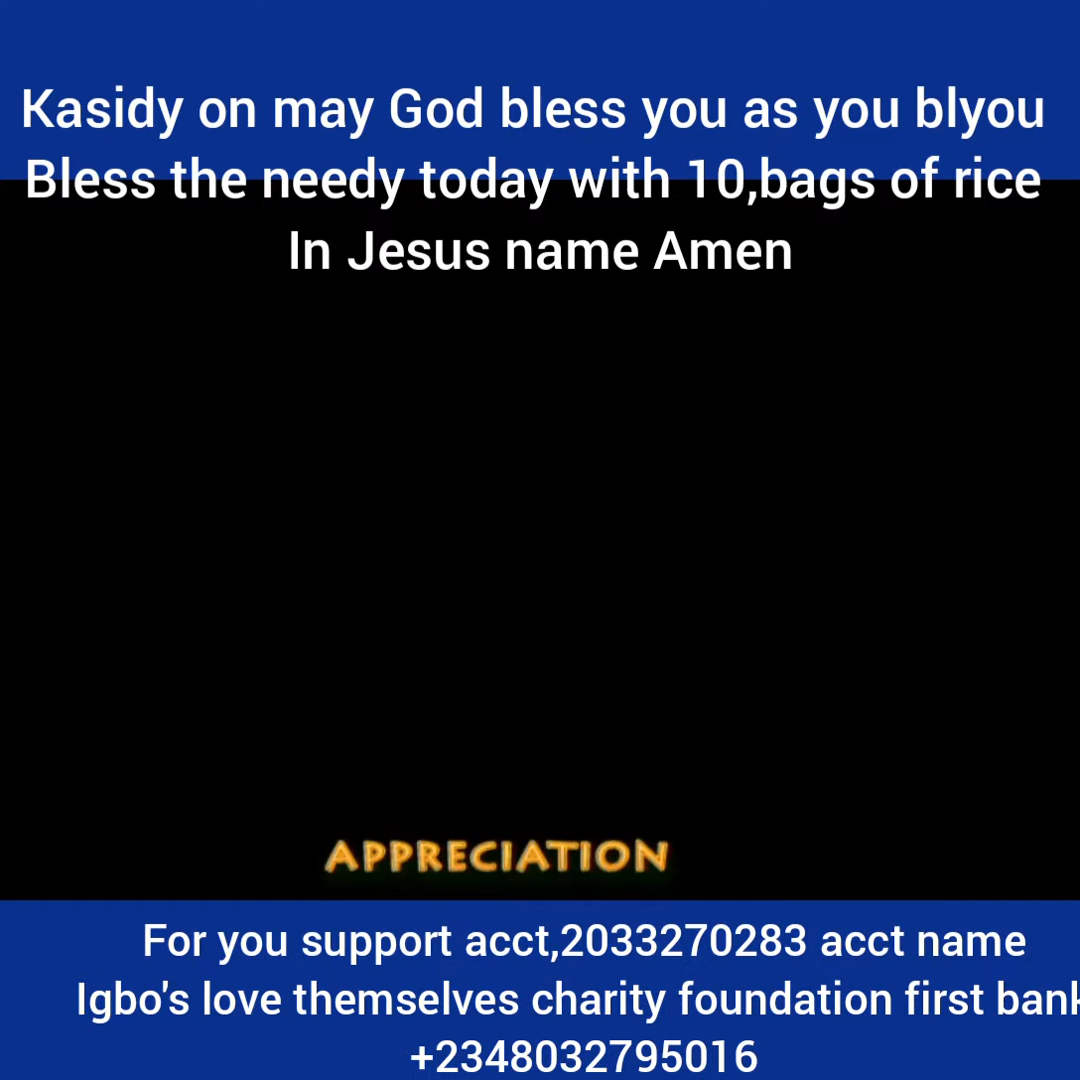 Kasidy on may God bless you as you blyou
Bless the needy today with 10,bags of rice
In Jesus name Amen
APPRECIATION
For you support acct,2033270283 acct name
Igbo's love themselves charity foundation first bank
+2348032795016